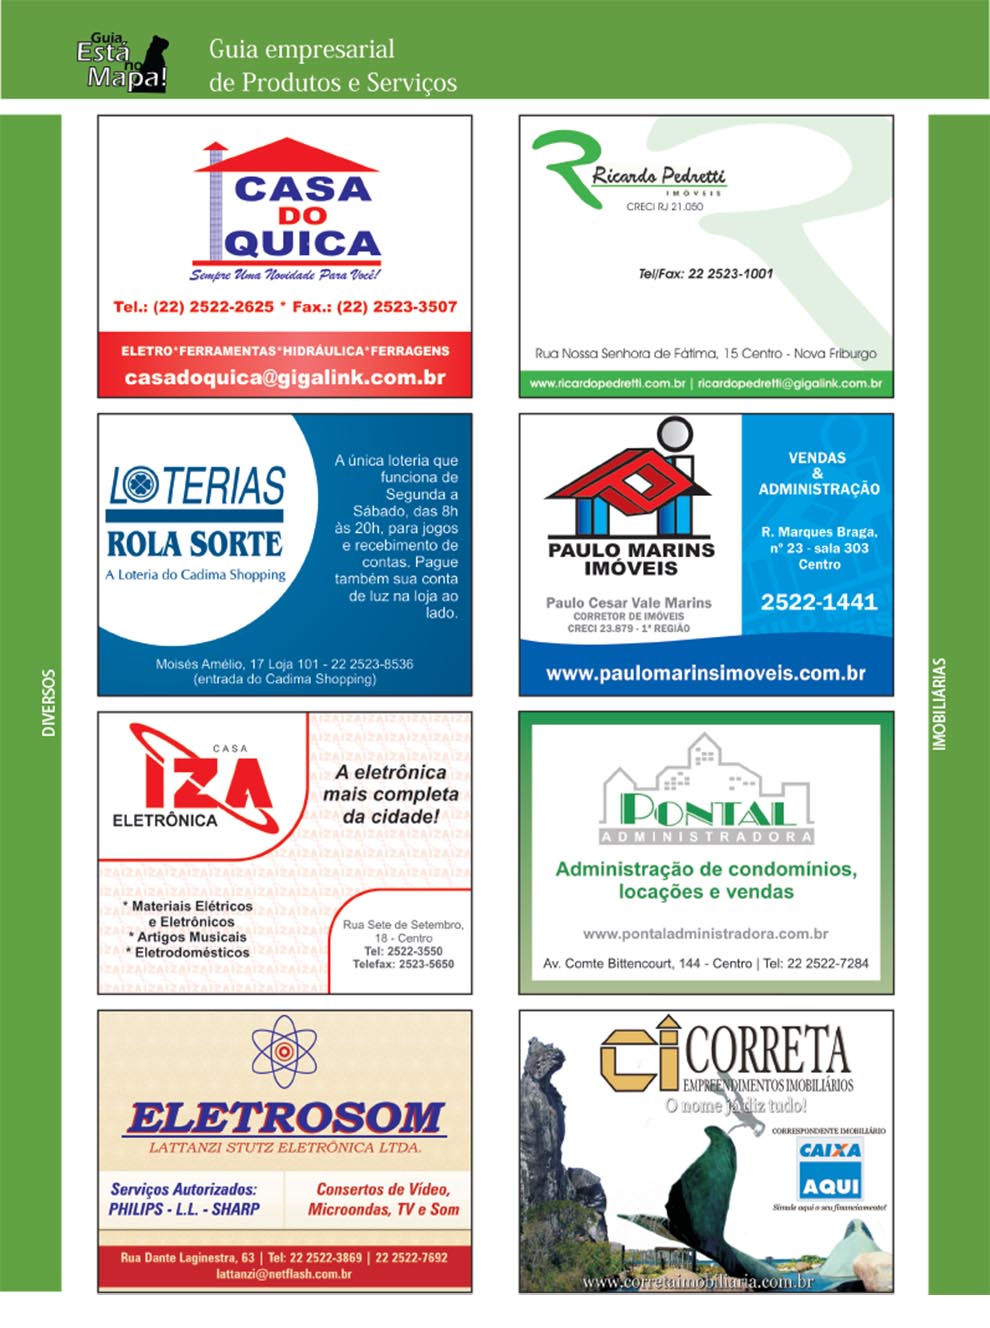 Guia
Está
no
Mapa!
Guia empresarial
de Produtos e Serviços
DIVERSOS
CASA
DO
QUICA
Sempre Uma Novidade Para Você!
Tel.: (22) 2522-2625 * Fax.: (22) 2523-3507
ELETRO*FERRAMENTAS*HIDRÁULICA*FERRAGENS
casadoquica@gigalink.com.br
LOTERIAS
ROLA SORTE
A Loteria do Cadima Shopping
A única loteria que
funciona de
Segunda a
Sábado, das 8h
às 20h, para jogos
e recebimento de
contas. Pague
também sua conta
de luz na loja ao
lado.
Moisés Amélio, 17 Loja 101 - 22 2523-8536
(entrada do Cadima Shopping)
CASA
IZA
ELETRÔNICA
A eletrônica
mais completa
da cidade!
* Materiais Elétricos
e Eletrônicos
* Artigos Musicais
* Eletrodomésticos
Rua Sete de Setembro,
18 - Centro
Tel: 2522-3550
Telefax: 2523-5650
ELETROSOM
LATTANZI STUTZ ELETRÔNICA LTDA.
Serviços Autorizados:
PHILIPS - L.L. - SHARP
Consertos de Vídeo,
Microondas, TV e Som
Rua Dante Laginestra, 63 | Tel: 22 2522-3869 | 22 2522-7692
lattanzi@netflash.com.br
IMOBILIÁRIAS
Ricardo Pedretti
IMÓVEIS
CRECI RJ 21.050
Tel/Fax: 22 2523-1001
Rua Nossa Senhora de Fátima, 15 Centro - Nova Friburgo
www.ricardopedretti.com.br | ricardopedretti@gigalink.com.br
PAULO MARINS
IMÓVEIS
Paulo Cesar Vale Marins
CORRETOR DE IMÓVEIS
CRECI 23.879 - 1ª REGIÃO
VENDAS
&
ADMINISTRAÇÃO
R. Marques Braga,
nº 23 - sala 303
Centro
2522-1441
www.paulomarinsimoveis.com.br
PONTAL
ADMINISTRADORA
Administração de condomínios,
locações e vendas
www.pontaladministradora.com.br
Av. Comte Bittencourt, 144 - Centro | Tel: 22 2522-7284
CI CORRETA
EMPREENDIMENTOS IMOBILIÁRIOS
O nome já diz tudo!
CORRESPONDENTE IMOBILIÁRIO
CAIXA
AQUI
Simule aqui o seu financiamento!
www.corretaimobiliaria.com.br